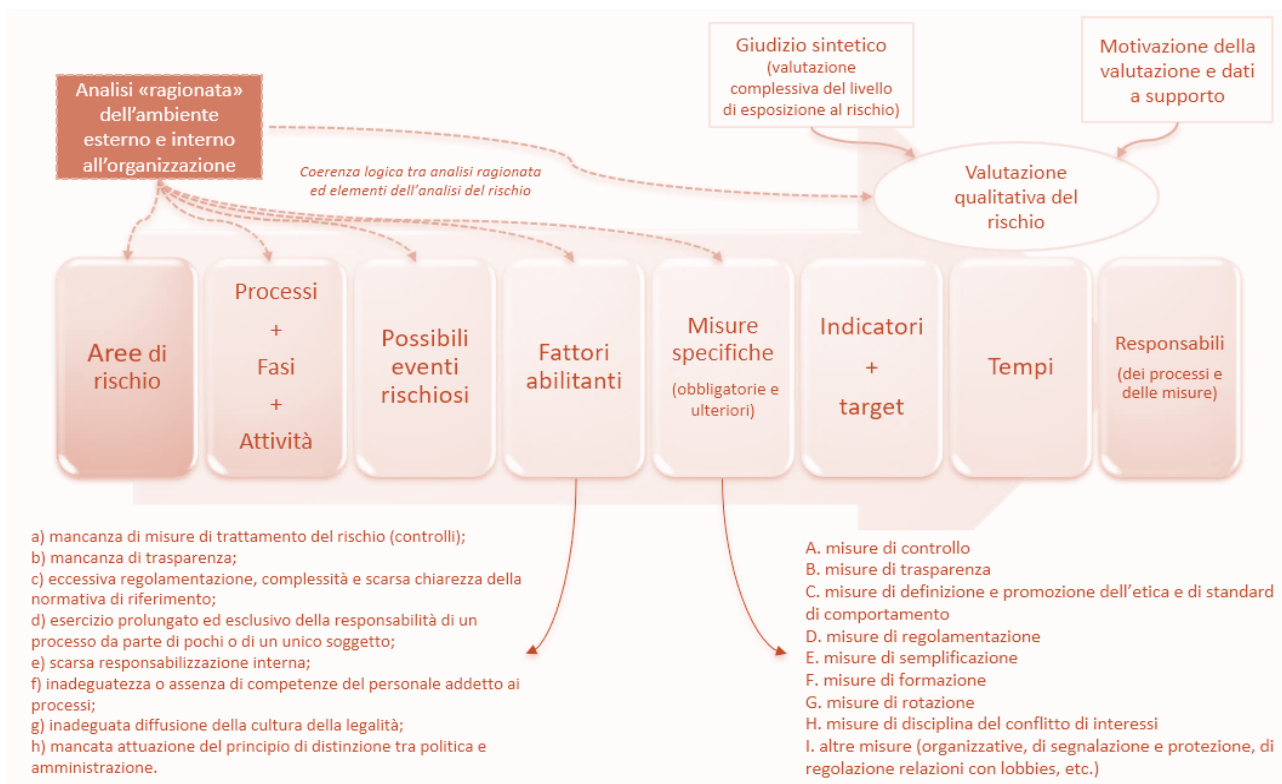 Giudizio sintetico
(valutazione
complessiva del livello
di esposizione al rischio)
Motivazione della
valutazione e dati
a supporto
Analisi «ragionata»
dell’ambiente
esterno e interno
all’organizzazione
Coerenza logica tra analisi ragionata
ed elementi dell’analisi del rischio
Valutazione
qualitativa del
rischio
Aree di
rischio
Processi
+
Fasi
+
Attività
Possibili
eventi
rischiosi
Fattori
abilitanti
Misure
specifiche
(obbligatorie e
ulteriori)
Indicatori
+
target
Tempi
Responsabili
(dei processi e
delle misure)
a) mancanza di misure di trattamento del rischio (controlli);
b) mancanza di trasparenza;
c) eccessiva regolamentazione, complessità e scarsa chiarezza della
normativa di riferimento;
d) esercizio prolungato ed esclusivo della responsabilità di un
processo da parte di pochi o di un unico soggetto;
e) scarsa responsabilizzazione interna;
f) inadeguatezza o assenza di competenze del personale addetto ai
processi;
g) inadeguata diffusione della cultura della legalità;
h) mancata attuazione del principio di distinzione tra politica e
amministrazione.
A. misure di controllo
B. misure di trasparenza
C. misure di definizione e promozione dell’etica e di standard
di comportamento
D. misure di regolamentazione
E. misure di semplificazione
F. misure di formazione
G. misure di rotazione
H. misure di disciplina del conflitto di interessi
I. altre misure (organizzative, di segnalazione e protezione, di
regolazione relazioni con lobbies, etc.)